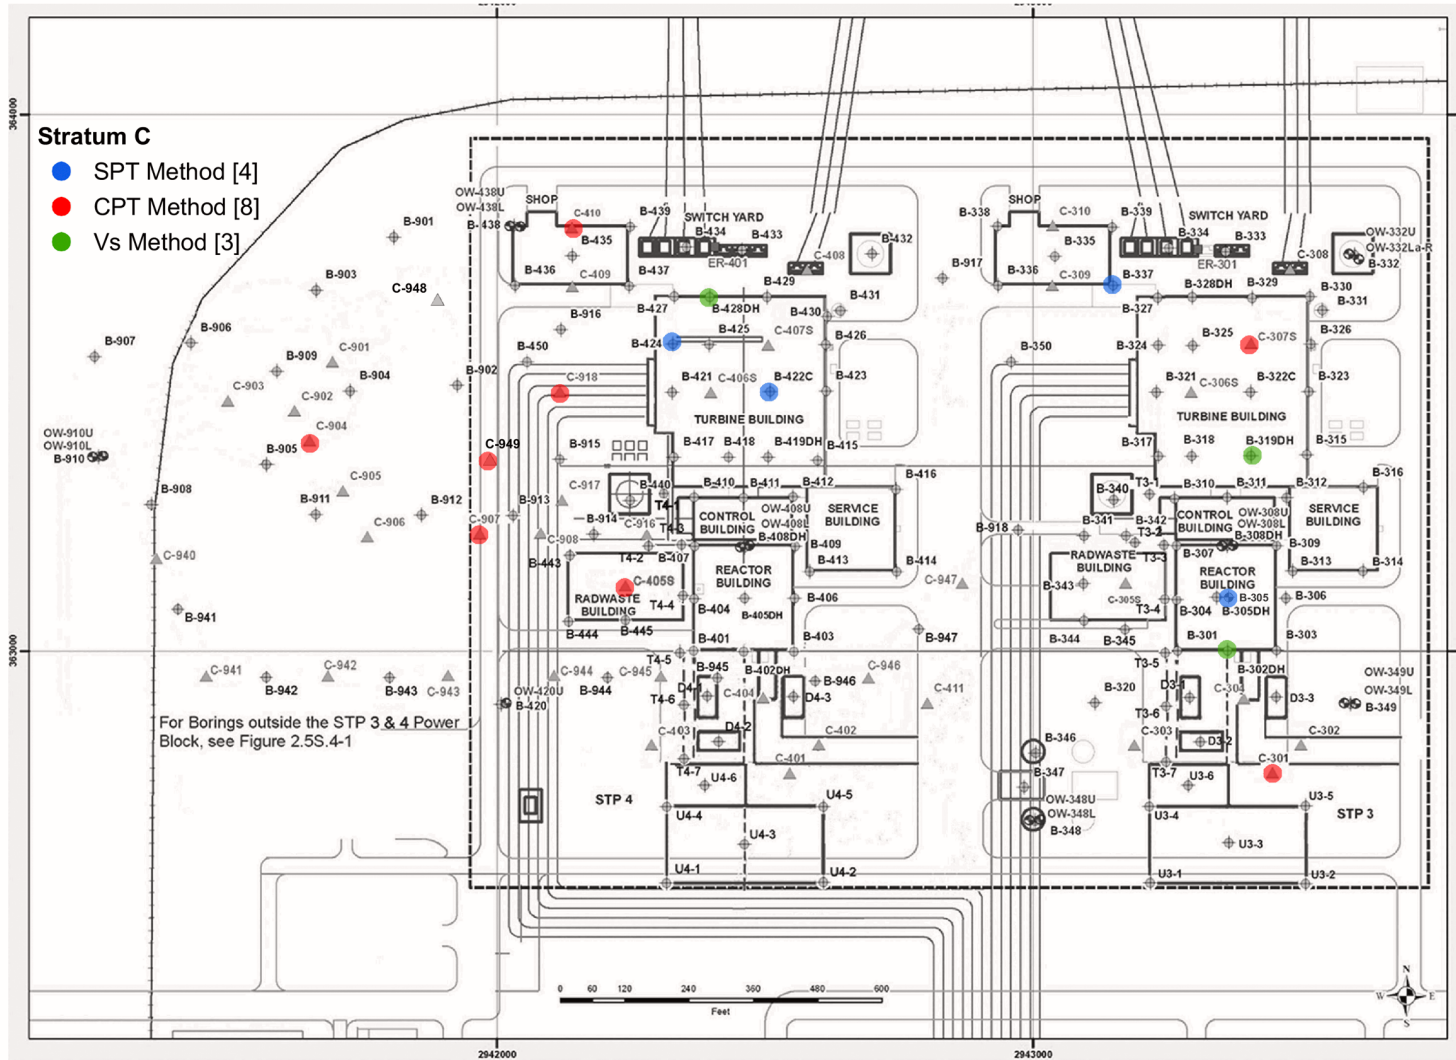 2942000
2943000
364000
Stratum C
SPT Method [4]
CPT Method [8]
Vs Method [3]
OW-438U
OW-438L
B-438
SHOP
C-410
B-439
SWITCH YARD
B-434
B-433
B-435
B-432
B-901
B-436
C-409
B-437
ER-401
C-408
B-338
SHOP
C-310
B-339
SWITCH YARD
B-334
B-333
B-335
OW-332U
OW-332La-R
B-332
B-917
B-336
C-309
B-337
ER-301
C-308
B-903
C-948
B-429
B-431
B-427
B-428DH
B-430
B-327
B-328DH
B-329
B-330
B-331
B-907
B-906
B-916
B-425
C-407S
B-426
B-424
B-450
B-350
B-324
B-325
C-307S
B-326
B-909
C-901
B-904
B-902
C-903
C-902
C-904
C-918
B-421
C-406S
B-422C
B-423
TURBINE BUILDING
B-321
C-306S
B-322C
B-323
TURBINE BUILDING
OW-910U
OW-910L
B-910
B-905
C-949
B-915
B-417
B-418
B-419DH
B-415
B-317
B-318
B-319DH
B-315
B-908
C-905
B-911
B-912
C-906
C-907
B-913
C-917
B-440
T4-1
B-410
B-411
B-412
B-416
B-914
C-916
T4-3
CONTROL
BUILDING
OW-408U
OW-408L
B-408DH
SERVICE
BUILDING
B-409
C-908
T4-2
B-407
B-413
B-414
B-443
B-918
B-340
T3-1
B-310
B-311
B-312
B-316
B-341
B-342
T3-2
T3-3
CONTROL
BUILDING
OW-308U
OW-308L
B-308DH
SERVICE
BUILDING
B-307
B-309
B-313
B-314
C-940
REACTOR
BUILDING
C-405S
RADWASTE
BUILDING
T4-4
B-404
B-405DH
B-406
C-947
RADWASTE
BUILDING
B-343
C-305S
T3-4
REACTOR
BUILDING
B-304
B-305
B-305DH
B-306
B-941
B-444
B-445
B-401
B-403
B-947
B-344
B-345
B-301
B-303
363000
C-941
B-942
C-942
B-943
C-943
C-944
B-944
C-945
T4-5
B-945
B-402DH
C-946
B-946
OW-420U
B-420
T4-6
D4-
C-404
D4-3
C-411
B-320
T3-5
D3-1
B-302DH
C-304
D3-3
T3-6
OW-349U
OW-349L
B-349
For Borings outside the STP 3 & 4 Power
Block, see Figure 2.5S.4-1
C-403
D4-2
C-402
C-401
T4-7
U4-6
B-346
C-303
D3-2
C-302
C-301
B-347
T3-7
U3-6
STP 4
U4-4
U4-5
U4-3
OW-348U
OW-348L
B-348
U3-4
U3-5
STP 3
U3-3
U4-1
U4-2
U3-1
U3-2
0 60 120 240 360 480 600
Feet
N
W E
S
2942000
2943000